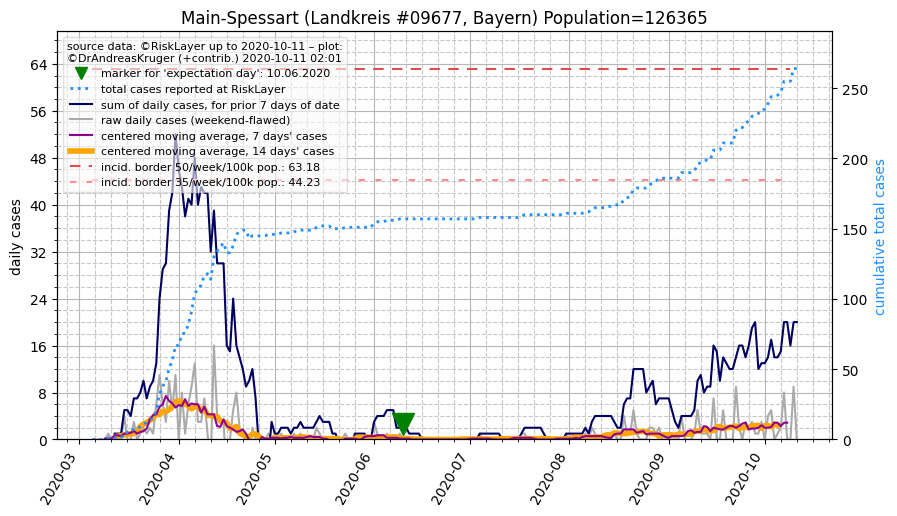 Main-Spessart (Landkreis #09677, Bayern) Population=126365
source data: ©RiskLayer up to 2020-10-11 – plot:
©DrAndreasKruger (+contrib.) 2020-10-11 02:01
marker for 'expectation day': 10.06.2020
total cases reported at RiskLayer
sum of daily cases, for prior 7 days of date
raw daily cases (weekend-flawed)
centered moving average, 7 days' cases
centered moving average, 14 days' cases
incid. border 50/week/100k pop.: 63.18
incid. border 35/week/100k pop.: 44.23
daily cases
64
56
48
40
32
24
16
8
0
cumulative total cases
250
200
150
100
50
0
2020-03
2020-04
2020-05
2020-06
2020-07
2020-08
2020-09
2020-10